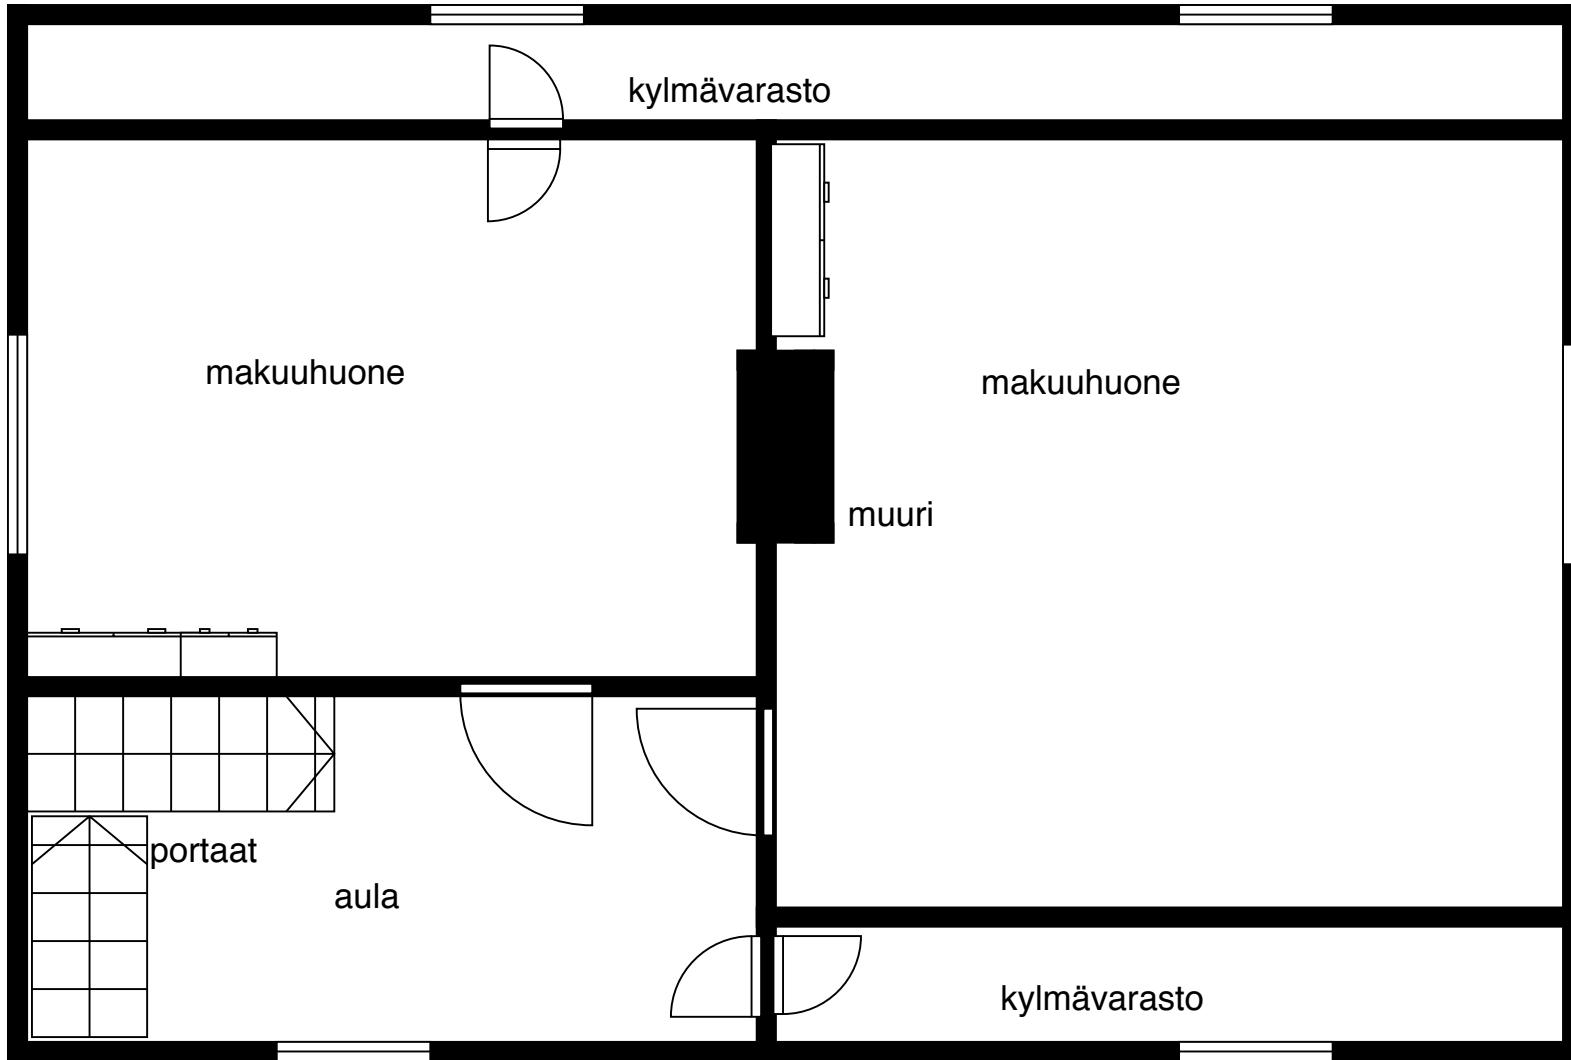 kylmävarasto
makuuhuone
makuuhuone
muuri
portaat
aula
kylmävarasto